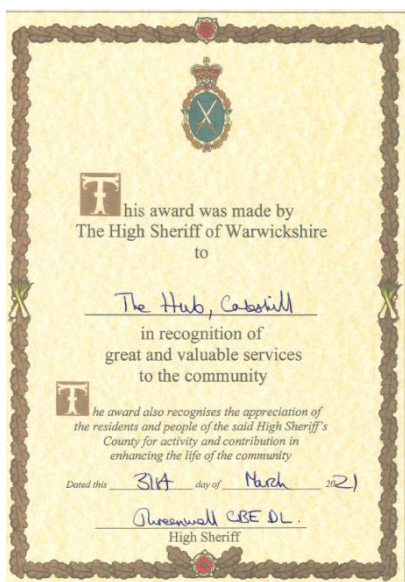 This award was made by
The High Sheriff of Warwickshire
to
The Hub, Coleshill
in recognition of
great and valuable services
to the community
The award also recognises the appreciation of
the residents and people of the said High Sheriff's
County for activity and contribution in
enhancing the life of the community
Dated this 31st day of March 2021
CBE DL.
High Sheriff